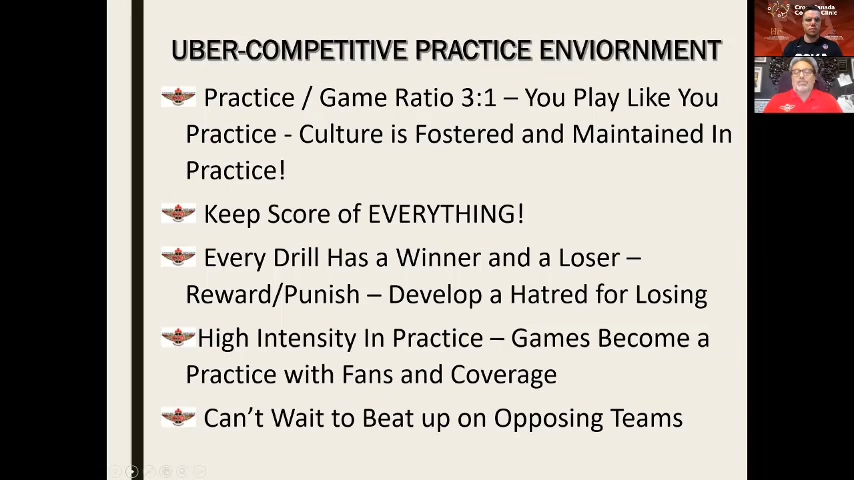 UBER-COMPETITIVE PRACTICE ENVIORNMENT
Practice / Game Ratio 3:1 – You Play Like You
Practice - Culture is Fostered and Maintained In
Practice!
Keep Score of EVERYTHING!
Every Drill Has a Winner and a Loser –
Reward/Punish – Develop a Hatred for Losing
High Intensity In Practice – Games Become a
Practice with Fans and Coverage
Can’t Wait to Beat up on Opposing Teams